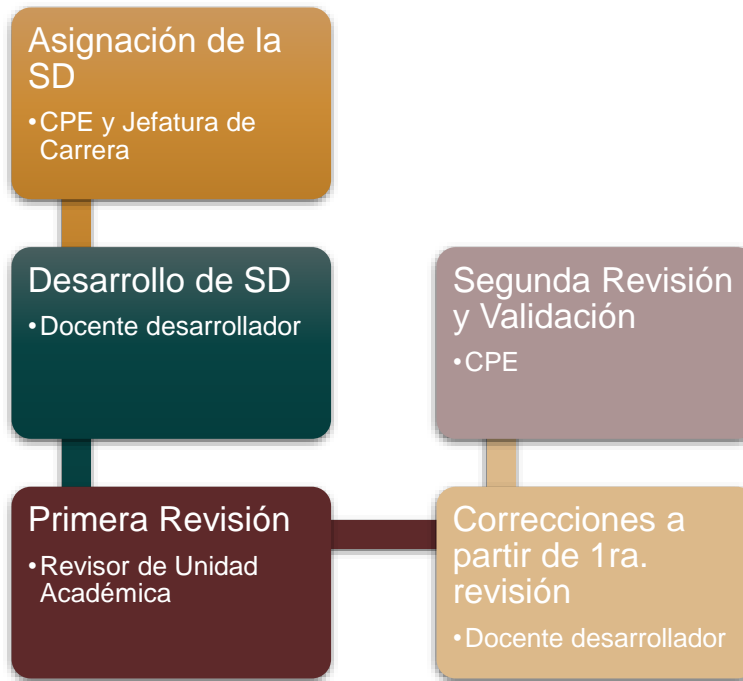 Asignación de la
SD
•CPE y Jefatura de
Carrera
Desarrollo de SD
•Docente desarrollador
Primera Revisión
•Revisor de Unidad
Académica
Correcciones a
partir de 1ra.
revisión
•Docente desarrollador
Segunda Revisión
y Validación
•CPE